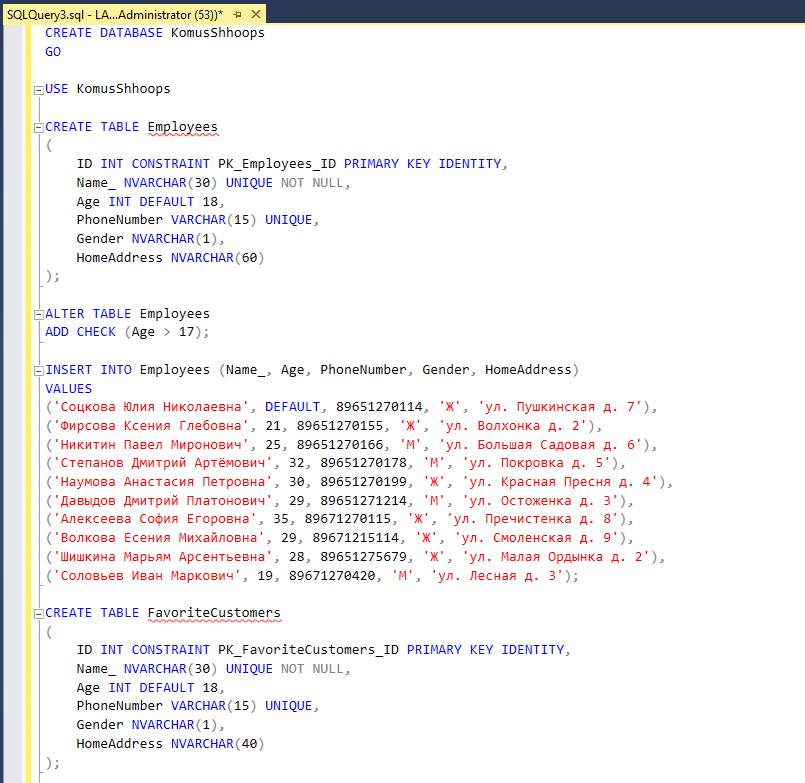 SQLQuery3.sql - LA...Administrator (53))*
CREATE DATABASE KomusShhoops
GO
USE KomusShhoops
CREATE TABLE Employees
(
ID INT CONSTRAINT PK_Employees_ID PRIMARY KEY IDENTITY,
Name_ NVARCHAR(30) UNIQUE NOT NULL,
Age INT DEFAULT 18,
PhoneNumber VARCHAR(15) UNIQUE,
Gender NVARCHAR(1),
HomeAddress NVARCHAR(60)
);
ALTER TABLE Employees
ADD CHECK (Age > 17);
INSERT INTO Employees (Name_, Age, PhoneNumber, Gender, HomeAddress)
VALUES
('Соцкова Юлия Николаевна', DEFAULT, 89651270114, 'Ж', 'ул. Пушкинская д. 7'),
('Фирсова Ксения Глебовна', 21, 89651270155, 'Ж', 'ул. Волхонка д. 2'),
('Никитин Павел Миронович', 25, 89651270166, 'М', 'ул. Большая Садовая д. 6'),
('Степанов Дмитрий Артёмович', 32, 89651270178, 'М', 'ул. Покровка д. 5'),
('Наумова Анастасия Петровна', 30, 89651270199, 'Ж', 'ул. Красная Пресня д. 4'),
('Давыдов Дмитрий Платонович', 29, 89651271214, 'М', 'ул. Остоженка д. 3'),
('Алексеева София Егоровна', 35, 89671270115, 'Ж', 'ул. Пречистенка д. 8'),
('Волкова Есения Михайловна', 29, 89671215114, 'Ж', 'ул. Смоленская д. 9'),
('Шишкина Марьям Арсентьевна', 28, 89651275679, 'Ж', 'ул. Малая Ордынка д. 2'),
('Соловьев Иван Маркович', 19, 89671270420, 'М', 'ул. Лесная д. 3');
CREATE TABLE FavoriteCustomers
(
ID INT CONSTRAINT PK_FavoriteCustomers_ID PRIMARY KEY IDENTITY,
Name_ NVARCHAR(30) UNIQUE NOT NULL,
Age INT DEFAULT 18,
PhoneNumber VARCHAR(15) UNIQUE,
Gender NVARCHAR(1),
HomeAddress NVARCHAR(40)
);